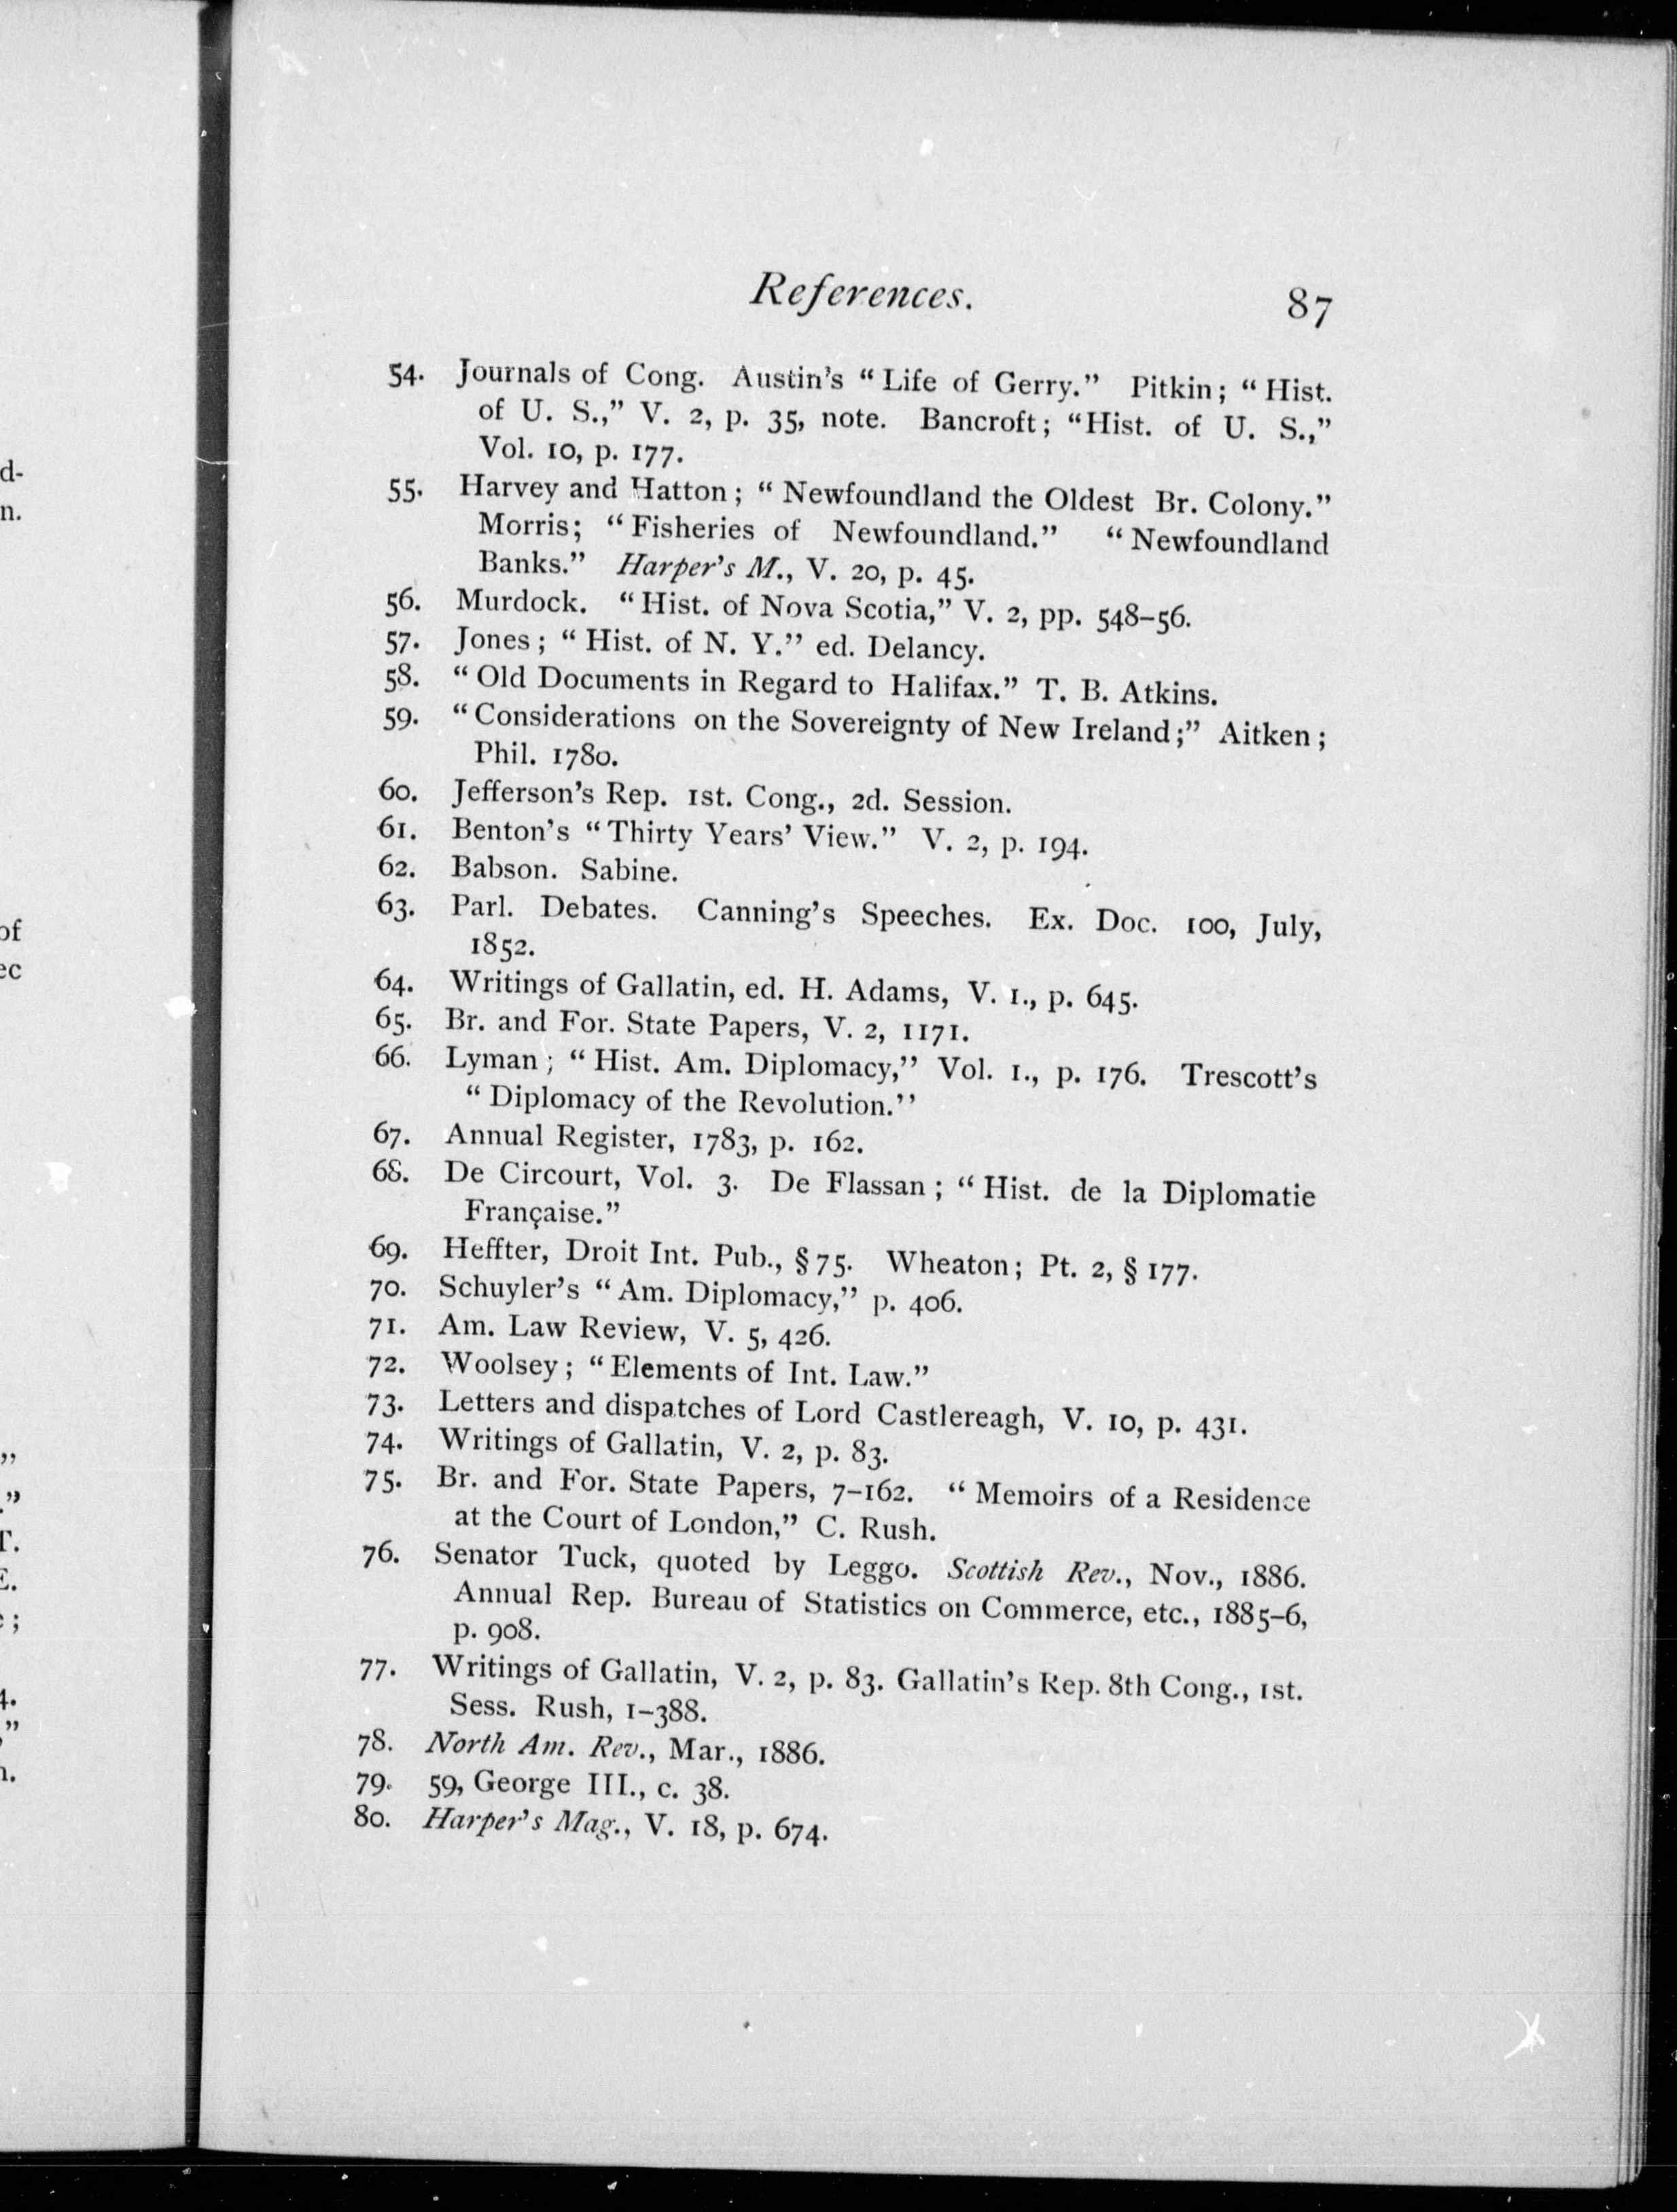 References. 87
54. Journals of Cong. Austin's “Life of Gerry.” Pitkin; “Hist.
of U. S.,” V. 2, p. 35, note. Bancroft; “Hist. of U. S.,”
Vol. 10, p. 177.
55. Harvey and Hatton; “Newfoundland the Oldest Br. Colony.”
Morris; “Fisheries of Newfoundland.” “Newfoundland
Banks.” Harper's M., V. 20, p. 45.
56. Murdock. “Hist. of Nova Scotia,” V. 2, pp. 548–56.
57. Jones; “Hist. of N. Y.” ed. Delancy.
58. “Old Documents in Regard to Halifax.” T. B. Atkins.
59. “Considerations on the Sovereignty of New Ireland;” Aitken;
Phil. 1780.
60. Jefferson's Rep. 1st. Cong., 2d. Session.
61. Benton's “Thirty Years' View.” V. 2, p. 194.
62. Babson. Sabine.
63. Parl. Debates. Canning's Speeches. Ex. Doc. 100, July,
1852.
64. Writings of Gallatin, ed. H. Adams, V. 1., p. 645.
65. Br. and For. State Papers, V. 2, 1171.
66. Lyman; “Hist. Am. Diplomacy,” Vol. 1., p. 176. Trescott's
“Diplomacy of the Revolution.”
67. Annual Register, 1783, p. 162.
68. De Circourt, Vol. 3. De Flassan; “Hist. de la Diplomatie
Française.”
69. Heffter, Droit Int. Pub., § 75. Wheaton; Pt. 2, § 177.
70. Schuyler's “Am. Diplomacy,” p. 406.
71. Am. Law Review, V. 5, 426.
72. Woolsey; “Elements of Int. Law.”
73. Letters and dispatches of Lord Castlereagh, V. 10, p. 431.
74. Writings of Gallatin, V. 2, p. 83.
75. Br. and For. State Papers, 7–162. “Memoirs of a Residence
at the Court of London,” C. Rush.
76. Senator Tuck, quoted by Leggo. Scottish Rev., Nov., 1886.
Annual Rep. Bureau of Statistics on Commerce, etc., 1885–6,
p. 908.
77. Writings of Gallatin, V. 2, p. 83. Gallatin's Rep. 8th Cong., 1st.
Sess. Rush, 1–388.
78. North Am. Rev., Mar., 1886.
79. 59, George III., c. 38.
80. Harper's Mag., V. 18, p. 674.